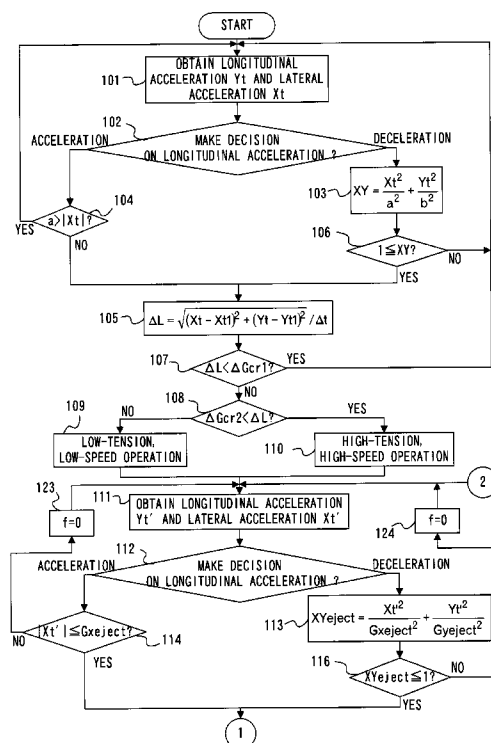 START
101
OBTAIN LONGITUDINAL
ACCELERATION Yt AND LATERAL
ACCELERATION Xt
102
ACCELERATION
MAKE DECISION
ON LONGITUDINAL ACCELERATION ?
DECELERATION
103
XY = Xt²/a² + Yt²/b²
104
a>|Xt|?
YES
NO
106
1≦XY?
NO
YES
105
ΔL = √(Xt−Xt1)² + (Yt−Yt1)² /Δt
107
ΔL<ΔGcr1?
YES
NO
108
ΔGcr2<ΔL?
NO
YES
109
LOW-TENSION,
LOW-SPEED OPERATION
110
HIGH-TENSION,
HIGH-SPEED OPERATION
123
f=0
2
111
OBTAIN LONGITUDINAL ACCELERATION
Yt′ AND LATERAL ACCELERATION Xt′
124
f=0
112
ACCELERATION
MAKE DECISION
ON LONGITUDINAL ACCELERATION ?
DECELERATION
113
XYeject = Xt′²/Gxeject² + Yt′²/Gyeject²
|Xt′|≦Gxeject?
114
NO
YES
116
XYeject≦1?
NO
YES
1